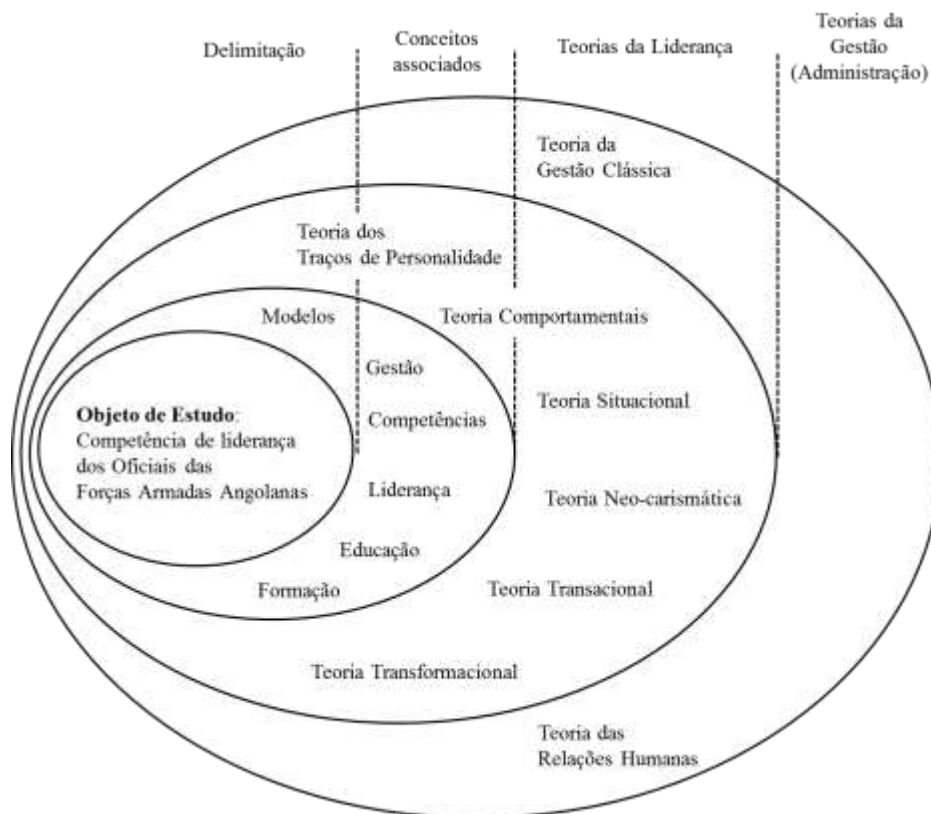 Delimitação
Conceitos
associados
Teorias da Liderança
Teorias da
Gestão
(Administração)
Teoria da
Gestão Clássica
Teoria dos
Traços de Personalidade
Modelos
Teoria Comportamentais
Gestão
Teoria Situacional
Objeto de Estudo:
Competência de liderança
dos Oficiais das
Forças Armadas Angolanas
Competências
Liderança
Teoria Neo-carismática
Educação
Formação
Teoria Transacional
Teoria Transformacional
Teoria das
Relações Humanas